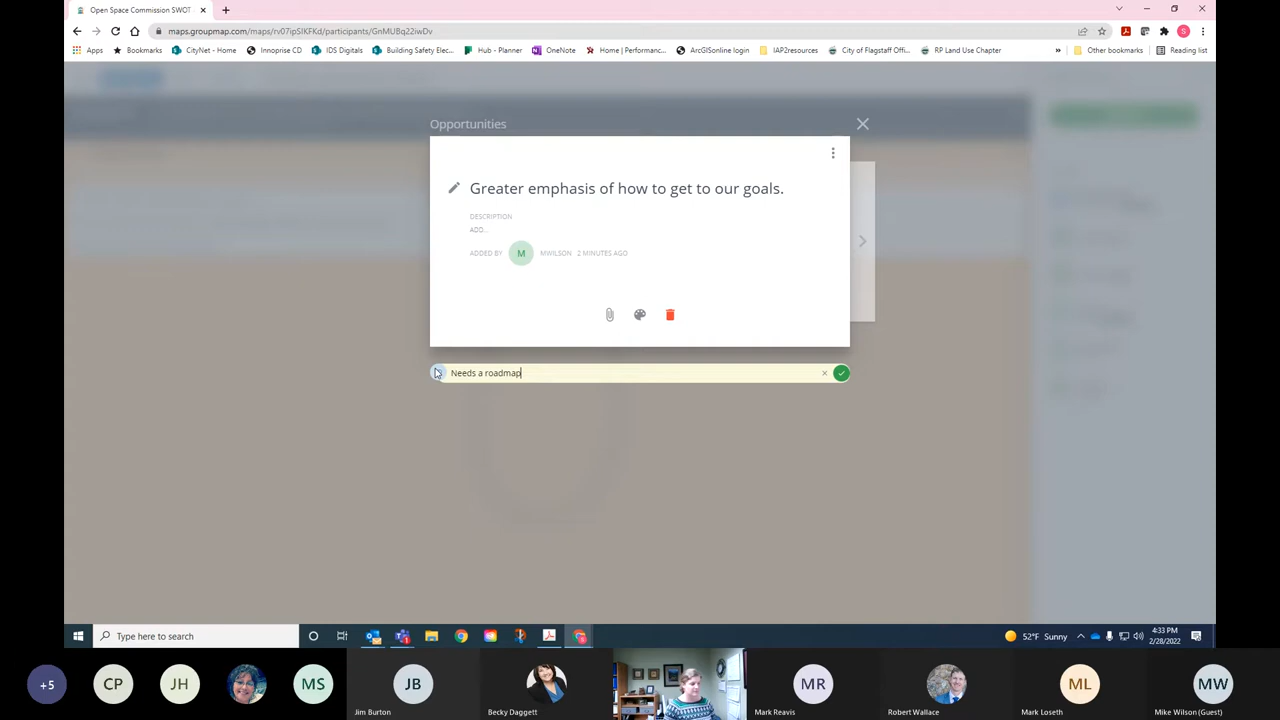 Open Space Commission SWOT
maps.groupmap.com/maps/rv07ipSIKFKd/participants/GnMUBq22iwDv
Apps
Bookmarks
CityNet - Home
Innoprise CD
IDS Digitals
Building Safety Elec...
Hub - Planner
OneNote
Home | Performanc...
ArcGISonline login
IAP2resources
City of Flagstaff Offi...
RP Land Use Chapter
»
Other bookmarks
Reading list
Opportunities
Greater emphasis of how to get to our goals.
DESCRIPTION
ADD...
ADDED BY M MWILSON 2 MINUTES AGO
Needs a roadmap
Type here to search
52°F Sunny
4:33 PM
2/28/2022
+5
CP
JH
MS
JB
Jim Burton
Becky Daggett
MR
Mark Reavis
Robert Wallace
ML
Mark Loseth
MW
Mike Wilson (Guest)